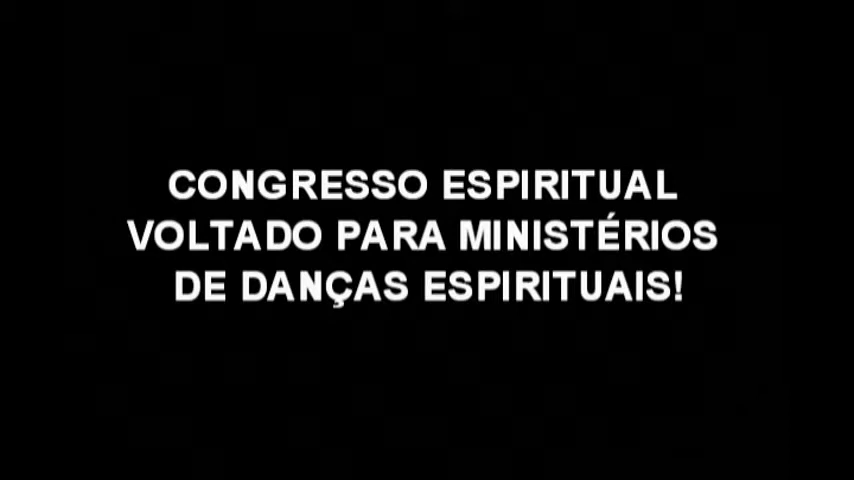 CONGRESSO ESPIRITUAL
VOLTADO PARA MINISTÉRIOS
DE DANÇAS ESPIRITUAIS!